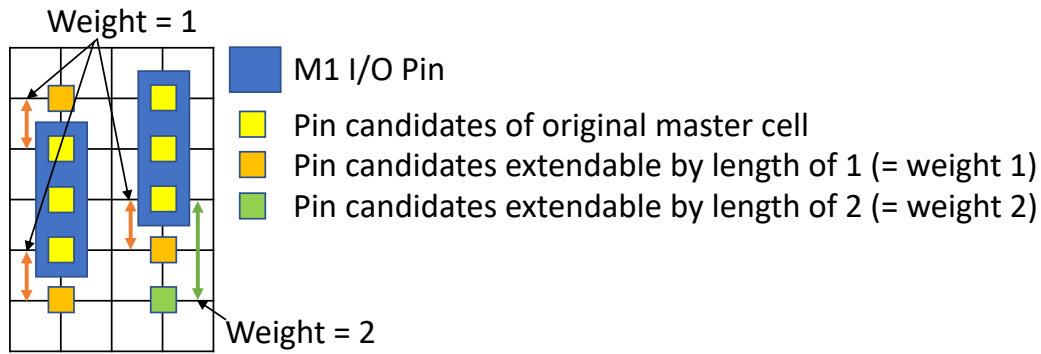 Weight = 1
M1 I/O Pin
Pin candidates of original master cell
Pin candidates extendable by length of 1 (= weight 1)
Pin candidates extendable by length of 2 (= weight 2)
Weight = 2